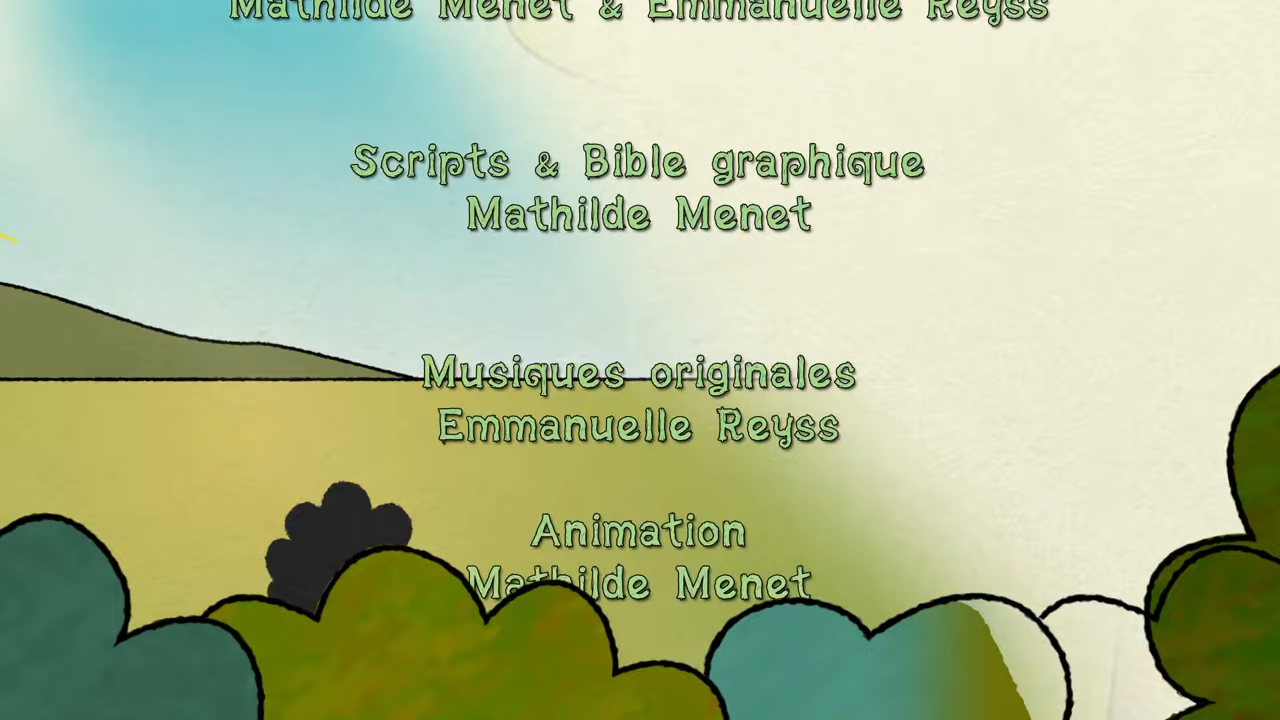 Mathilde Menet & Emmanuelle Reyss
Scripts & Bible graphique
Mathilde Menet
Musiques originales
Emmanuelle Reyss
Animation
Mathilde Menet